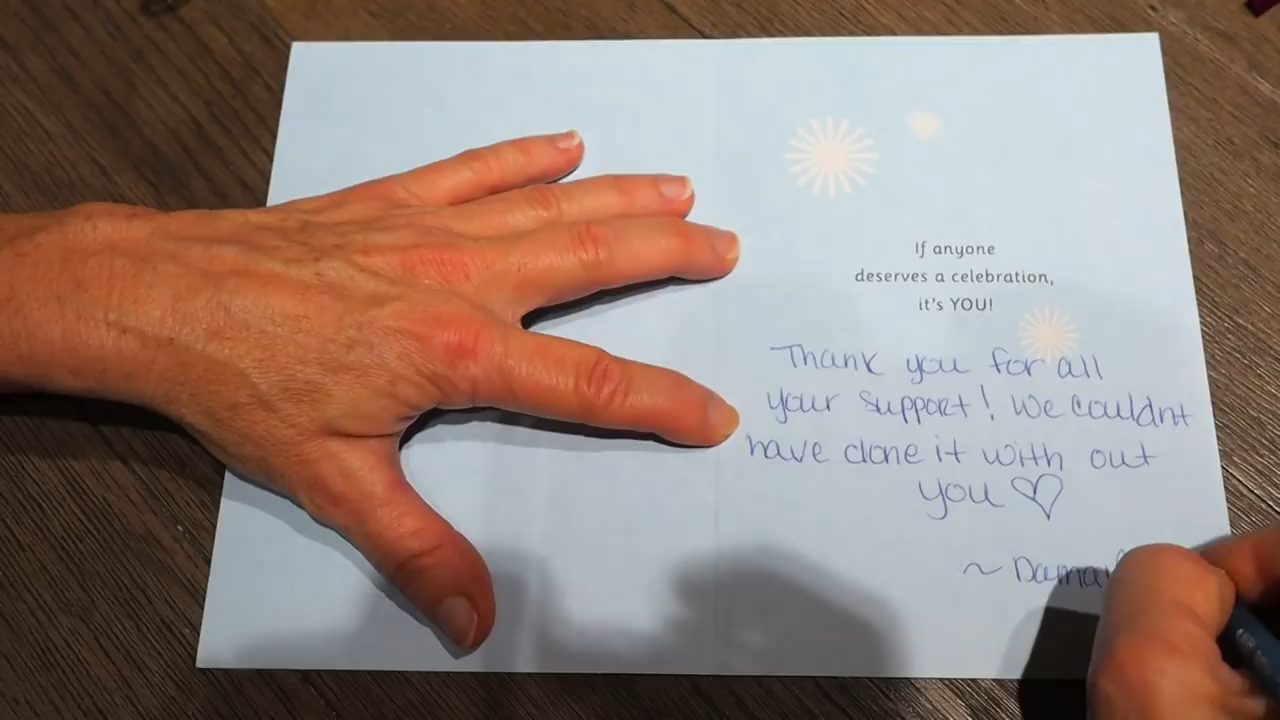 If anyone
deserves a celebration,
it's YOU!
Thank you for all
your support! We couldnt
have done it with out
you ♡
~